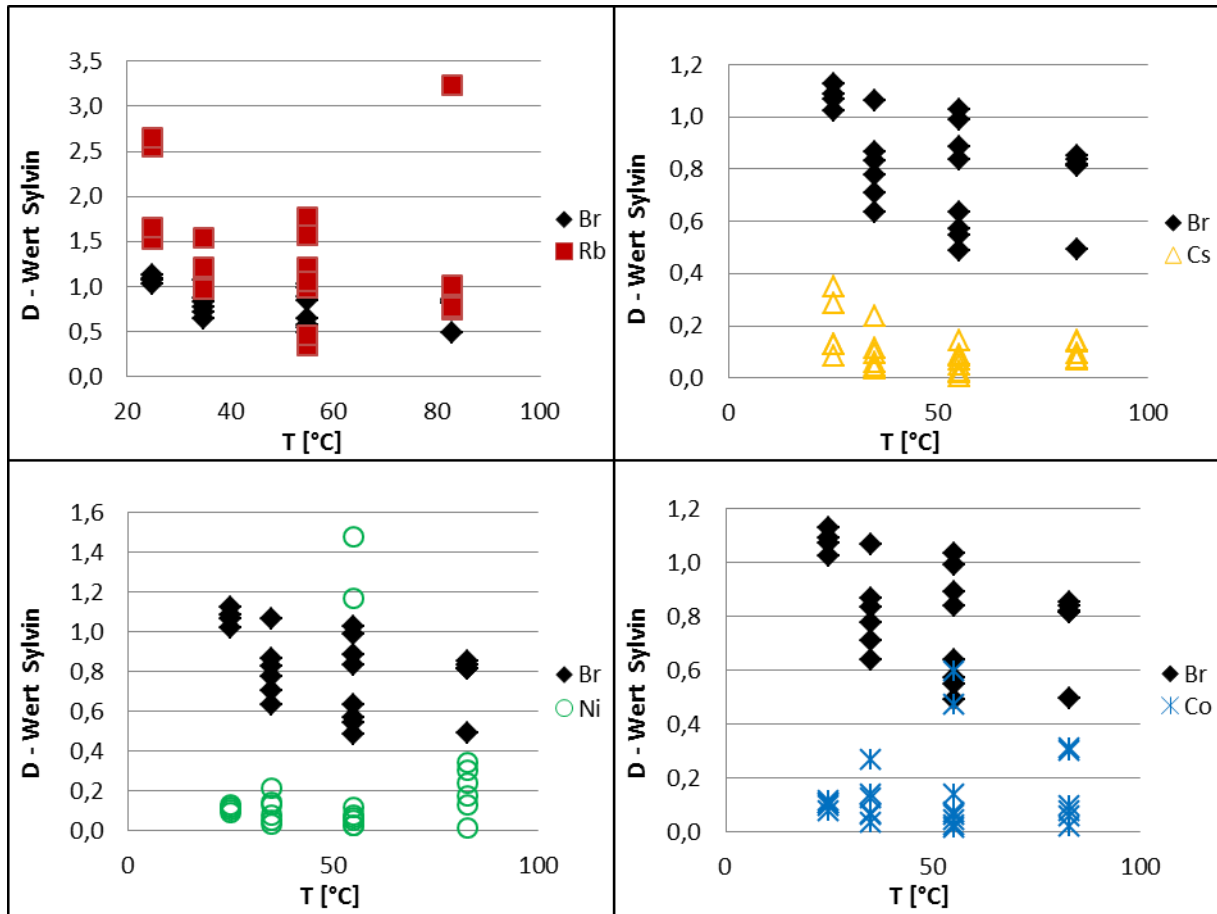 3,5
3,0
2,5
2,0
1,5
1,0
0,5
0,0
20 40 60 80 100
D - Wert Sylvin
T [°C]
Br
Rb
1,2
1,0
0,8
0,6
0,4
0,2
0,0
0 50 100
D - Wert Sylvin
T [°C]
Br
Cs
1,6
1,4
1,2
1,0
0,8
0,6
0,4
0,2
0,0
0 50 100
D - Wert Sylvin
T [°C]
Br
Ni
1,2
1,0
0,8
0,6
0,4
0,2
0,0
0 50 100
D - Wert Sylvin
T [°C]
Br
Co